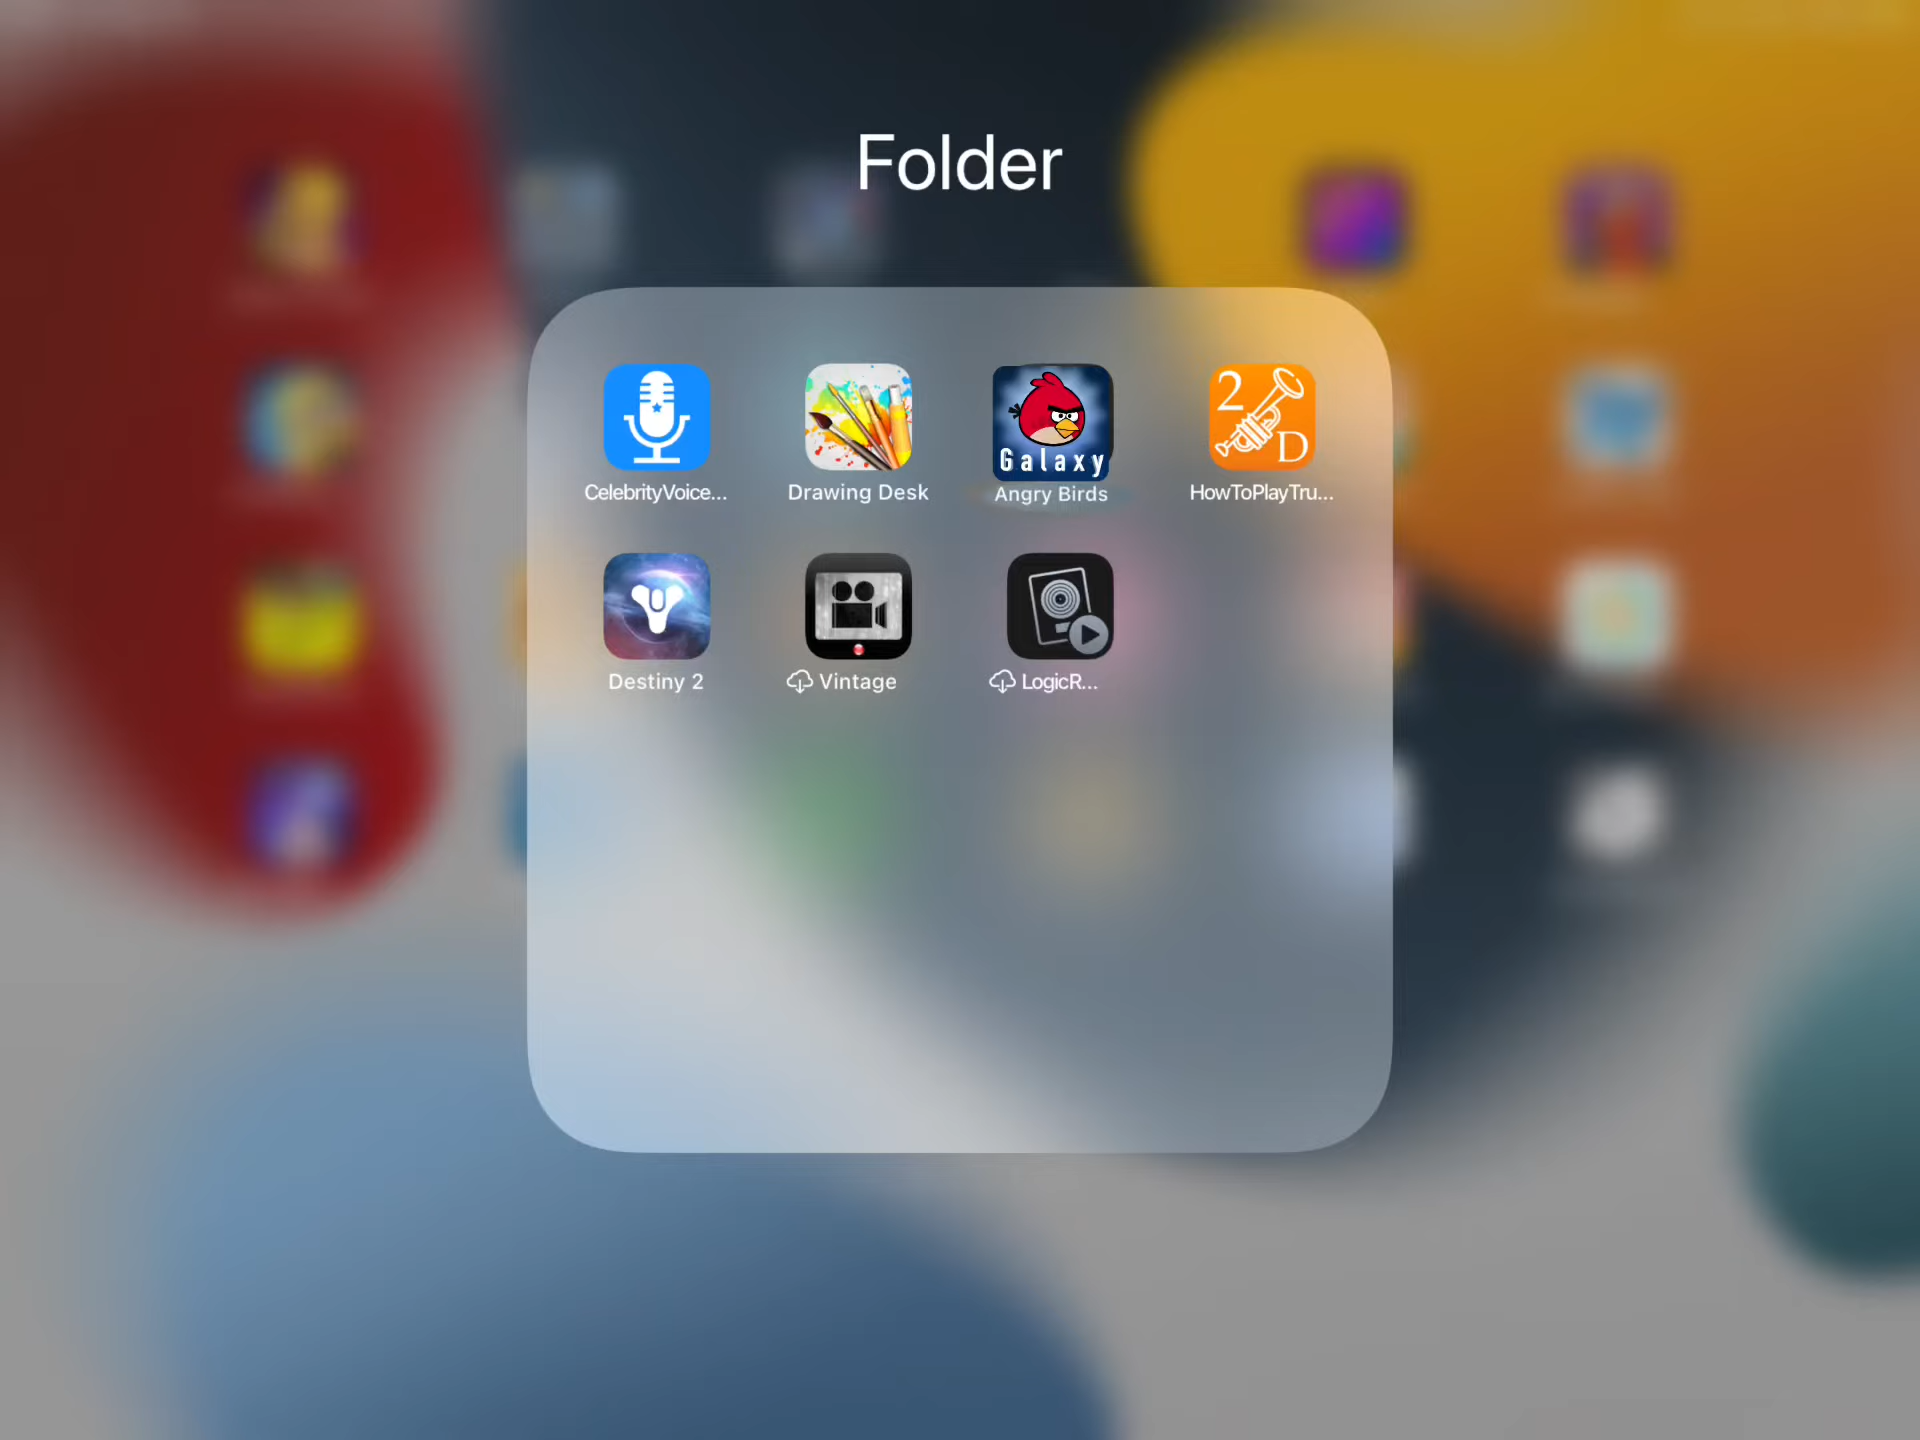 Folder
2
D
Galaxy
CelebrityVoice...
Drawing Desk
Angry Birds
HowToPlayTru...
Destiny 2
Vintage
LogicR...